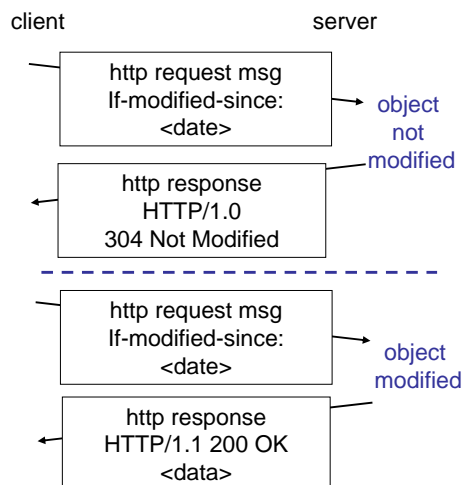 client server
http request msg
If-modified-since:
<date>
object
not
modified
http response
HTTP/1.0
304 Not Modified
http request msg
If-modified-since:
<date>
object
modified
http response
HTTP/1.1 200 OK
<data>